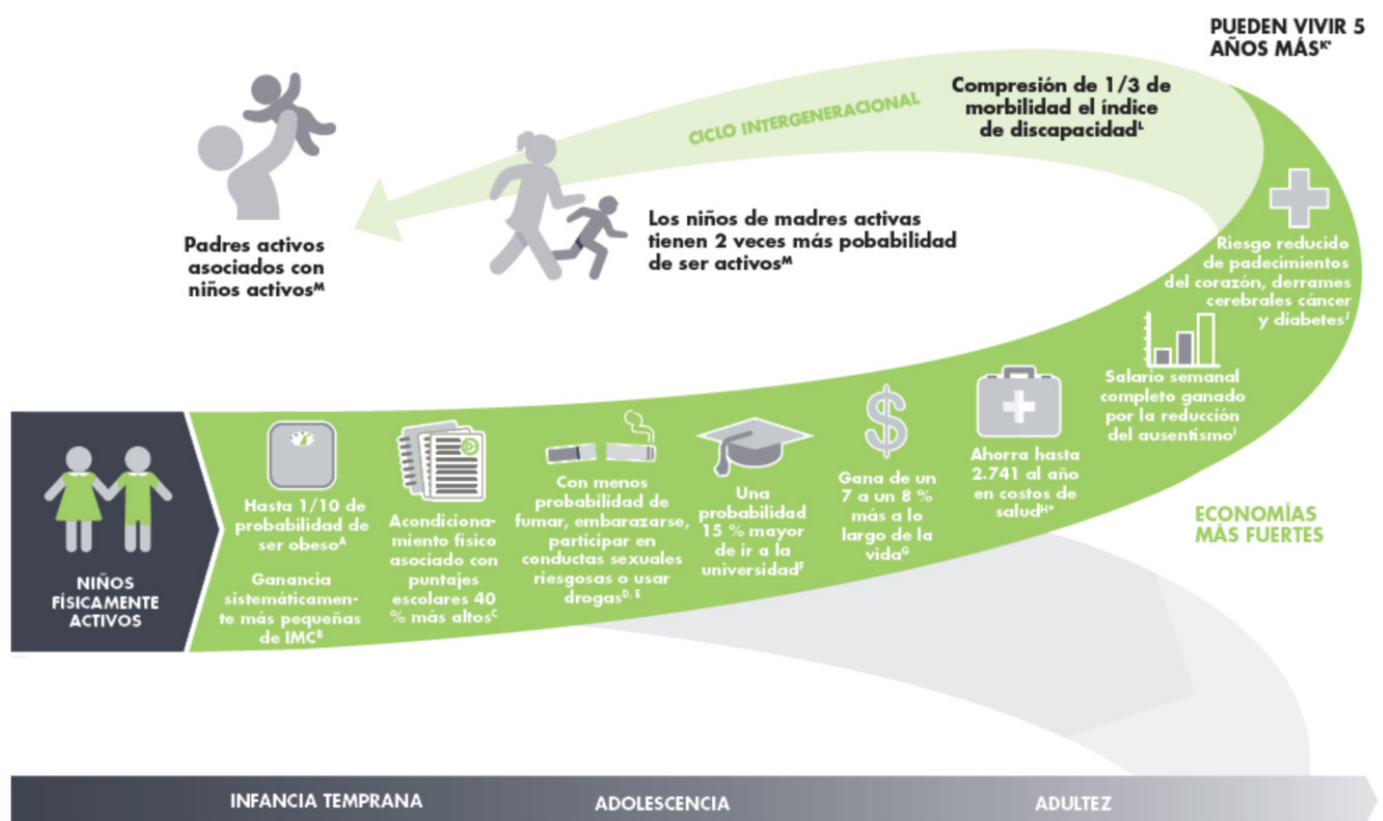 PUEDEN VIVIR 5
AÑOS MÁSᴷ*
Compresión de 1/3 de
morbilidad el índice
de discapacidadᴸ
CICLO INTERGENERACIONAL
Padres activos
asociados con
niños activosᴹ
Los niños de madres activas
tienen 2 veces más pobabilidad
de ser activosᴹ
Riesgo reducido
de padecimientos
del corazón, derrames
cerebrales cáncer
y diabetesᴶ
Salario semanal
completo ganado
por la reducción
del ausentismoᴵ
Ahorra hasta
2.741 al año
en costos de
saludᴴ*
Gana de un
7 a un 8 %
más a lo
largo de la
vidaᴳ
Una
probabilidad
15 % mayor
de ir a la
universidadF
Con menos
probabilidad de
fumar, embarazarse,
participar en
conductas sexuales
riesgosas o usar
drogasᴰ, ᴱ
Acondiciona-
miento físico
asociado con
puntajes
escolares 40
% más altosC
Hasta 1/10 de
probabilidad de
ser obesoᴬ
Ganancia
sistemáticamen-
te más pequeñas
de IMCᴮ
NIÑOS
FÍSICAMENTE
ACTIVOS
ECONOMÍAS
MÁS FUERTES
INFANCIA TEMPRANA
ADOLESCENCIA
ADULTEZ